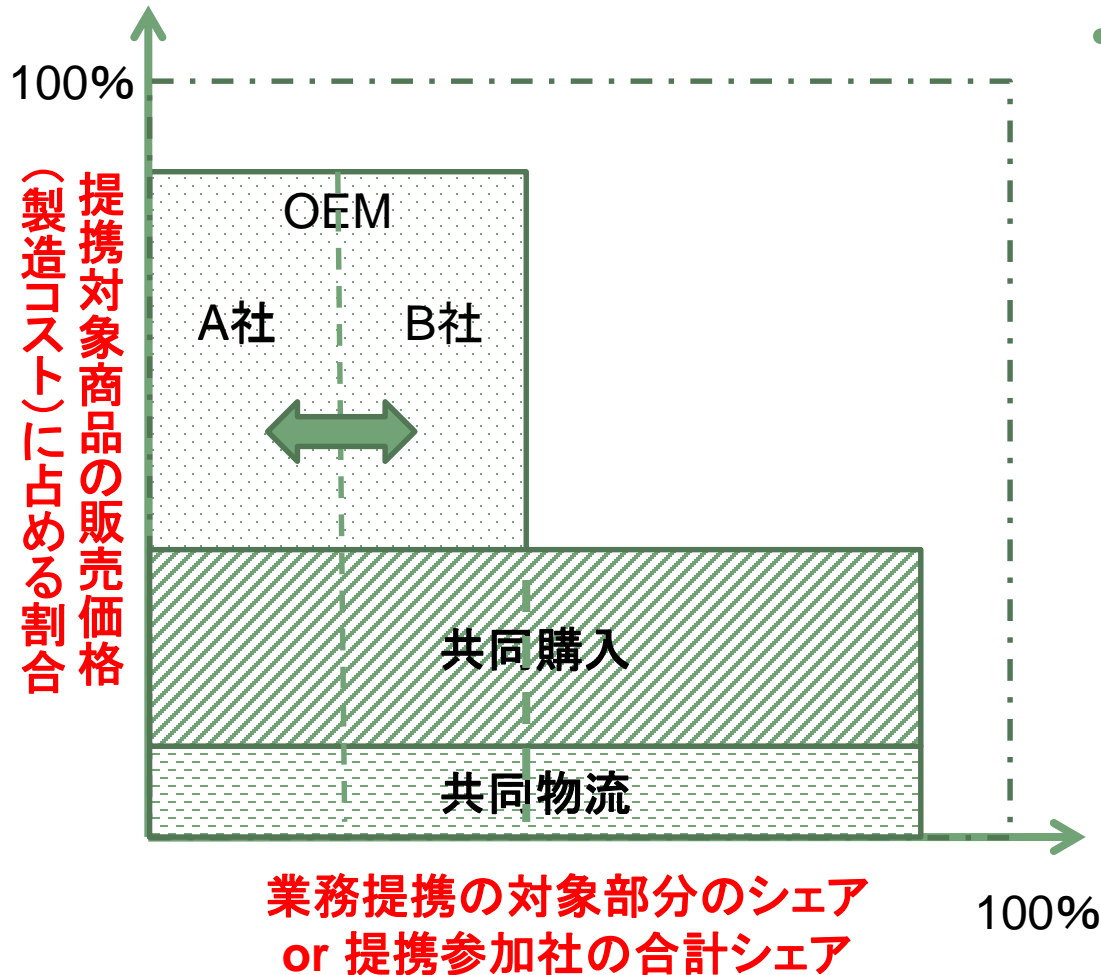 100%
提携対象商品の販売価格
（製造コスト）に占める割合
OEM
A社
B社
共同購入
共同物流
業務提携の対象部分のシェア
or 提携参加社の合計シェア
100%